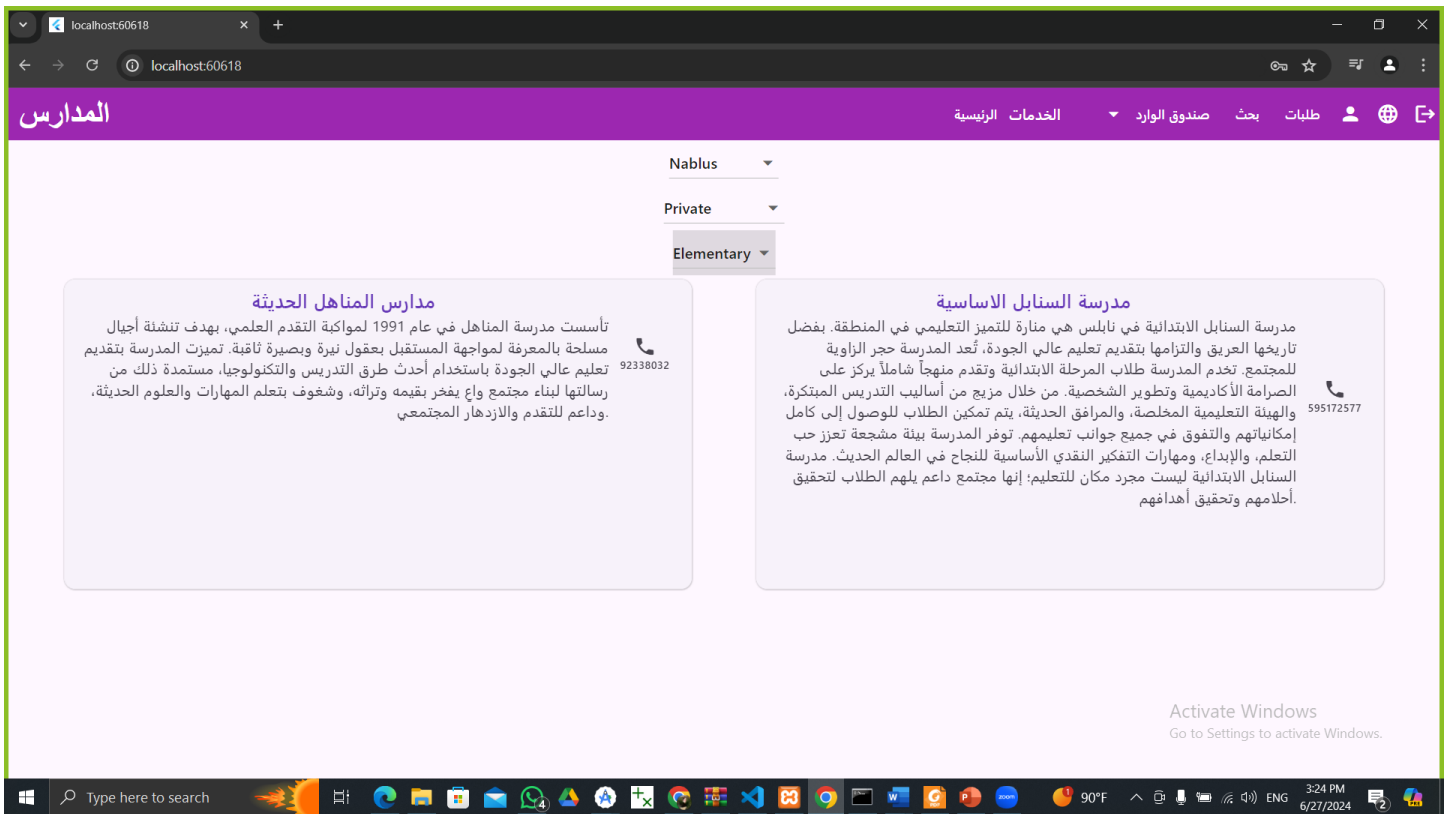 localhost:60618
localhost:60618
المدارس
الرئيسية
الخدمات
صندوق الوارد
بحث
طلبات
Nablus
Private
Elementary
مدرسة السنابل الاساسية
مدرسة السنابل الابتدائية في نابلس هي منارة للتميز التعليمي في المنطقة. بفضل
تاريخها العريق والتزامها بتقديم تعليم عالي الجودة، تُعد المدرسة حجر الزاوية
للمجتمع. تخدم المدرسة طلاب المرحلة الابتدائية وتقدم منهجاً شاملاً يركز على
الصرامة الأكاديمية وتطوير الشخصية. من خلال مزيج من أساليب التدريس المبتكرة،
والهيئة التعليمية المخلصة، والمرافق الحديثة، يتم تمكين الطلاب للوصول إلى كامل
إمكانياتهم والتفوق في جميع جوانب تعليمهم. توفر المدرسة بيئة مشجعة تعزز حب
التعلم، والإبداع، ومهارات التفكير النقدي الأساسية للنجاح في العالم الحديث. مدرسة
السنابل الابتدائية ليست مجرد مكان للتعليم؛ إنها مجتمع داعم يلهم الطلاب لتحقيق
أحلامهم وتحقيق أهدافهم.
595172577
مدارس المناهل الحديثة
تأسست مدرسة المناهل في عام 1991 لمواكبة التقدم العلمي، بهدف تنشئة أجيال
مسلحة بالمعرفة لمواجهة المستقبل بعقول نيرة وبصيرة ثاقبة. تميزت المدرسة بتقديم
تعليم عالي الجودة باستخدام أحدث طرق التدريس والتكنولوجيا، مستمدة ذلك من
رسالتها لبناء مجتمع واعٍ يفخر بقيمه وتراثه، وشغوف بتعلم المهارات والعلوم الحديثة،
وداعم للتقدم والازدهار المجتمعي.
92338032
Activate Windows
Go to Settings to activate Windows.
Type here to search
4
zoom
1
90°F
ENG
3:24 PM
6/27/2024
2